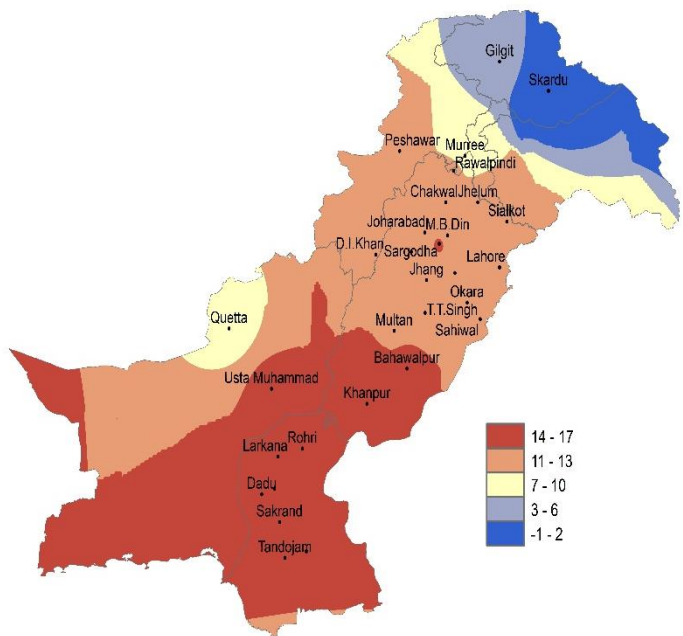 Gilgit
Skardu
Peshawar
Murree
Rawalpindi
Chakwal
Jhelum
Sialkot
Joharabad
M.B.Din
D.I.Khan
Sargodha
Lahore
Jhang
Okara
T.T.Singh
Quetta
Multan
Sahiwal
Bahawalpur
Usta Muhammad
Khanpur
14 - 17
Rohri
11 - 13
Larkana
7 - 10
Dadu
3 - 6
Sakrand
-1 - 2
Tandojam